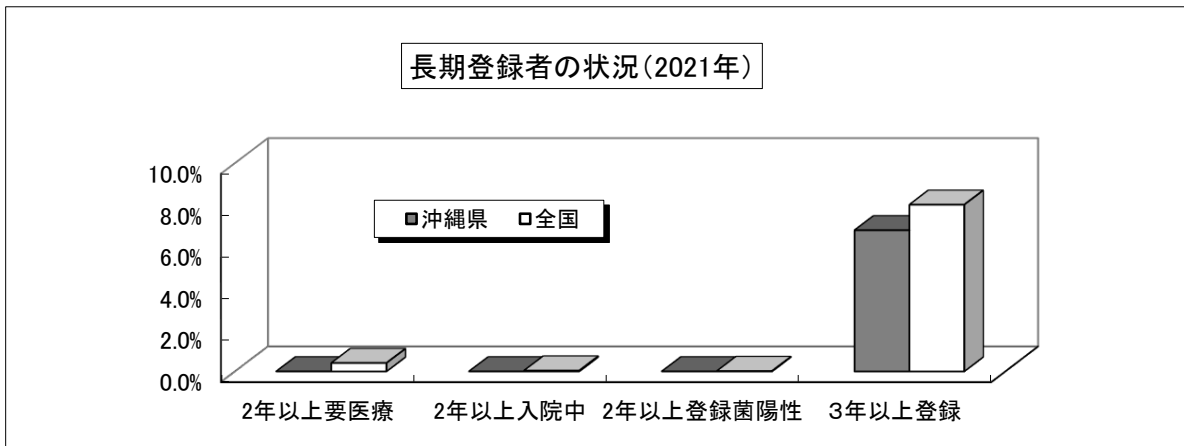 長期登録者の状況(2021年)
10.0%
8.0%
6.0%
4.0%
2.0%
0.0%
沖縄県 全国
2年以上要医療 2年以上入院中 2年以上登録菌陽性 3年以上登録